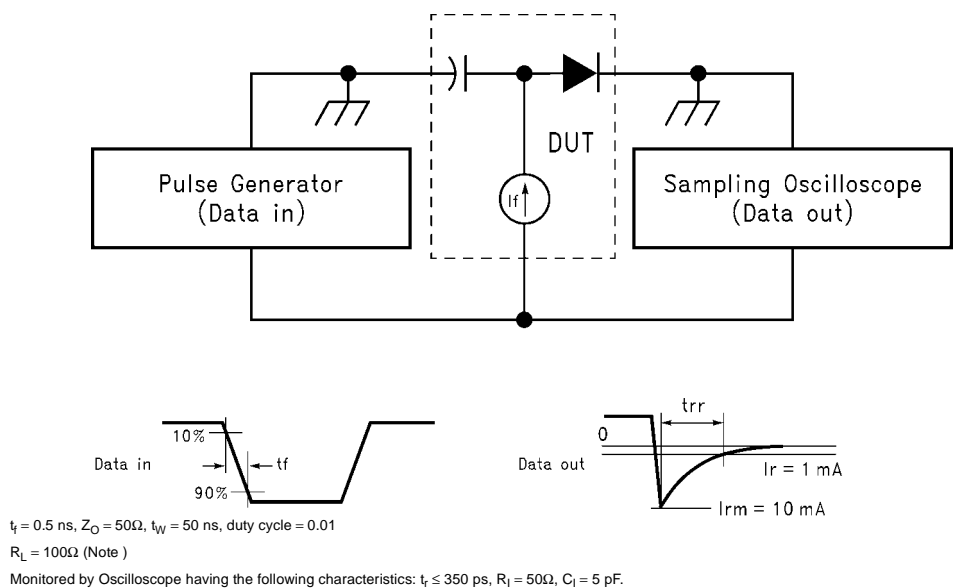 DUT
Pulse Generator
(Data in)
If
Sampling Oscilloscope
(Data out)
10%
Data in
tf
90%
trr
0
Data out
Ir = 1 mA
Irm = 10 mA
tf = 0.5 ns, ZO = 50Ω, tW = 50 ns, duty cycle = 0.01
RL = 100Ω (Note )
Monitored by Oscilloscope having the following characteristics: tr ≤ 350 ps, RI = 50Ω, CI = 5 pF.